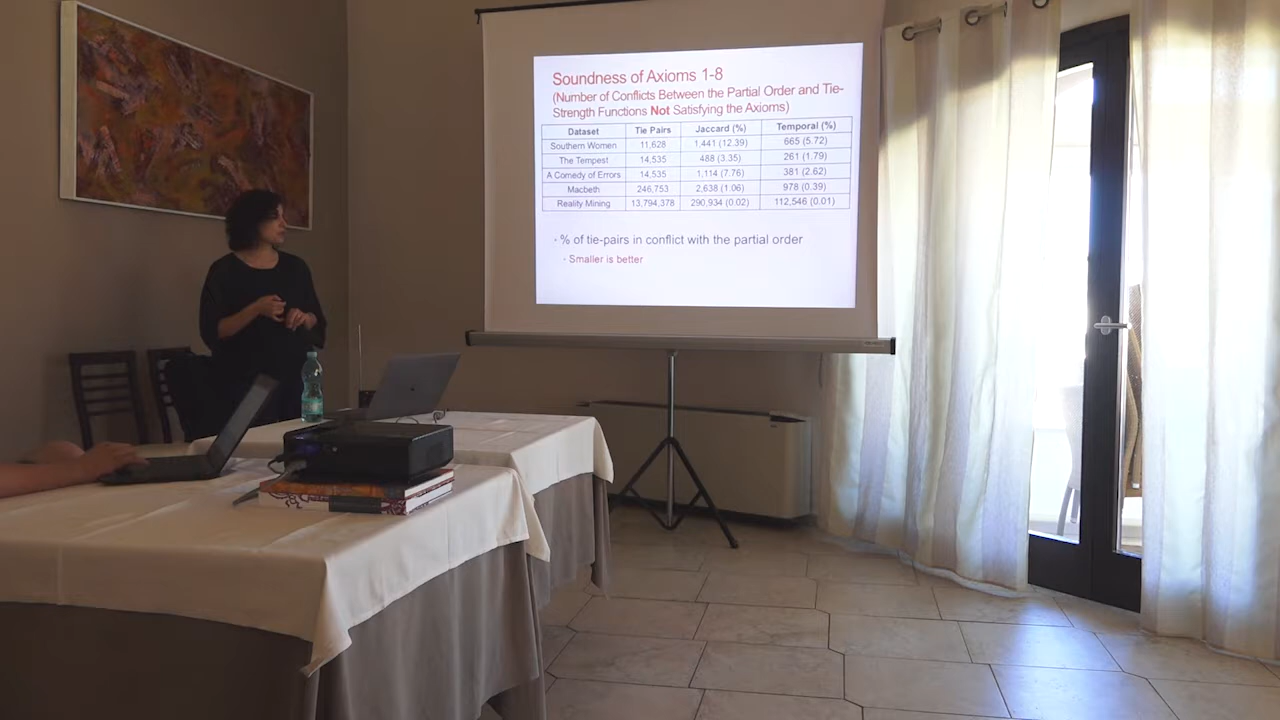 Soundness of Axioms 1-8
(Number of Conflicts Between the Partial Order and Tie-
Strength Functions Not Satisfying the Axioms)
Dataset Tie Pairs Jaccard (%) Temporal (%)
Southern Women 11,628 1,441 (12.39) 665 (5.72)
The Tempest 14,535 488 (3.35) 261 (1.79)
A Comedy of Errors 14,535 1,114 (7.76) 381 (2.62)
Macbeth 246,753 2,638 (1.06) 978 (0.39)
Reality Mining 13,794,378 290,934 (0.02) 112,546 (0.01)
· % of tie-pairs in conflict with the partial order
· Smaller is better